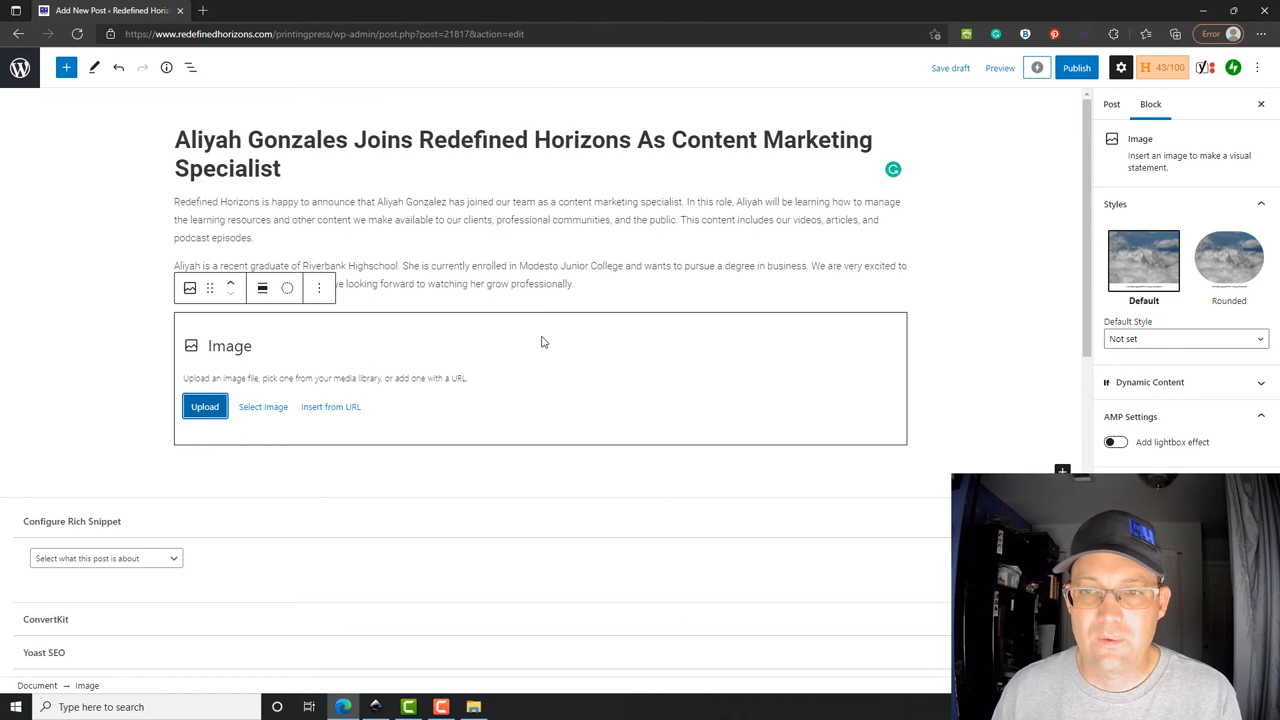 Add New Post ‹ Redefined Horiz
https://www.redefinedhorizons.com/printingpress/wp-admin/post.php?post=21817&action=edit
Error
Save draft
Preview
Publish
43/100
Post
Block
Aliyah Gonzales Joins Redefined Horizons As Content Marketing
Specialist
Image
Insert an image to make a visual
statement.
Redefined Horizons is happy to announce that Aliyah Gonzalez has joined our team as a content marketing specialist. In this role, Aliyah will be learning how to manage
the learning resources and other content we make available to our clients, professional communities, and the public. This content includes our videos, articles, and
podcast episodes.
Styles
Aliyah is a recent graduate of Riverbank Highschool. She is currently enrolled in Modesto Junior College and wants to pursue a degree in business. We are very excited
ve looking forward to watching her grow professionally.
Default
Rounded
Default Style
Not set
Image
Upload an image file, pick one from your media library, or add one with a URL.
Upload
Select Image
Insert from URL
Dynamic Content
AMP Settings
Add lightbox effect
Configure Rich Snippet
Select what this post is about
ConvertKit
Yoast SEO
Document → Image
Type here to search